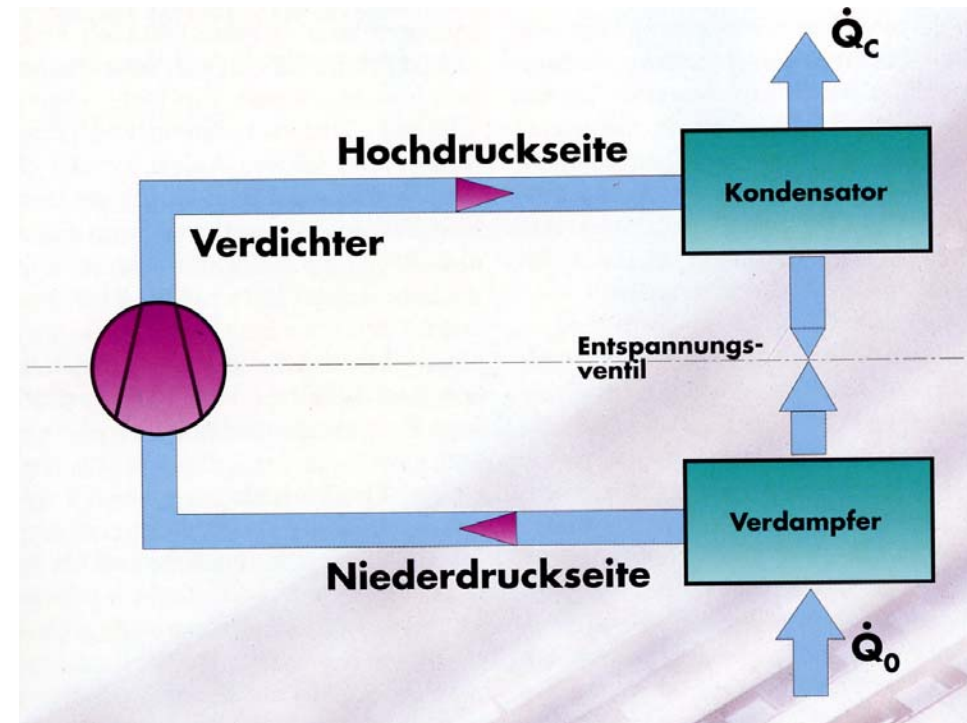 Q̇C
Hochdruckseite
Kondensator
Verdichter
Entspannungs-
ventil
Verdampfer
Niederdruckseite
Q̇0